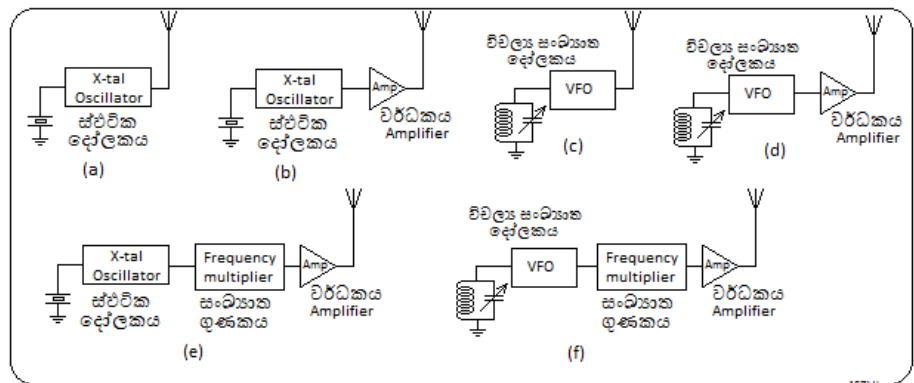 X-tal
Oscillator
ස්ඵටික
දෝලකය
(a)
X-tal
Oscillator
ස්ඵටික
දෝලකය
Amp
වර්ධකය
Amplifier
(b)
විචල්‍ය සංඛ්‍යාත
දෝලකය
VFO
(c)
විචල්‍ය සංඛ්‍යාත
දෝලකය
VFO
Amp
වර්ධකය
Amplifier
(d)
X-tal
Oscillator
ස්ඵටික
දෝලකය
Frequency
multiplier
සංඛ්‍යාත
ගුණකය
Amp
වර්ධකය
Amplifier
(e)
විචල්‍ය සංඛ්‍යාත
දෝලකය
VFO
Frequency
multiplier
සංඛ්‍යාත
ගුණකය
Amp
වර්ධකය
Amplifier
(f)